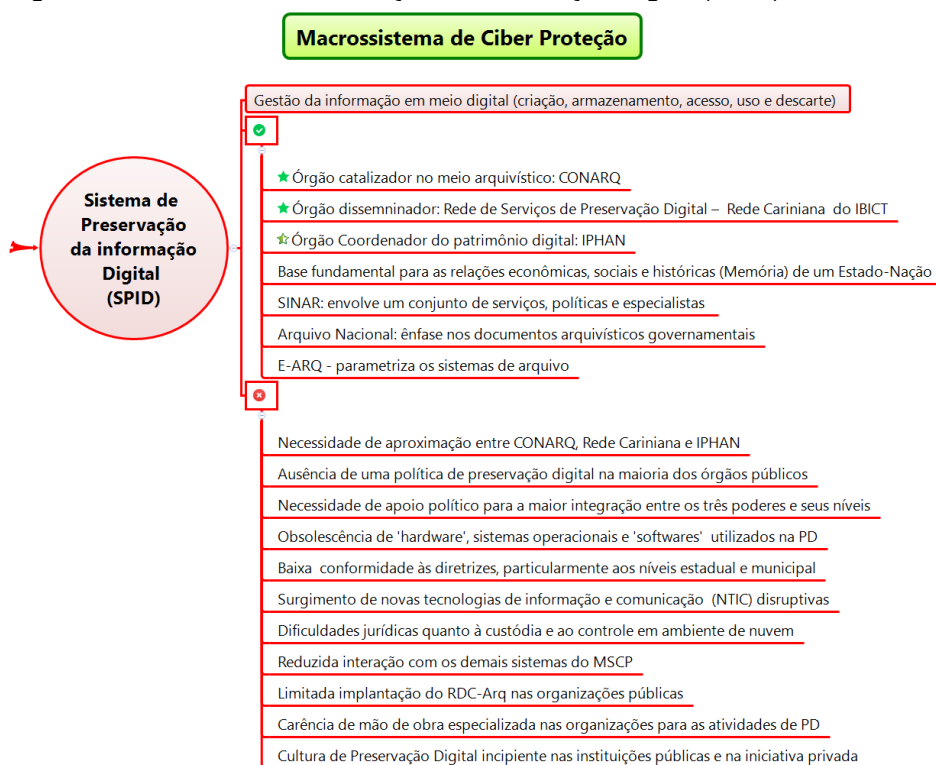 Macrossistema de Ciber Proteção
Gestão da informação em meio digital (criação, armazenamento, acesso, uso e descarte)
Sistema de
Preservação
da informação
Digital
(SPID)
Órgão catalizador no meio arquivístico: CONARQ
Órgão dissemninador: Rede de Serviços de Preservação Digital – Rede Cariniana do IBICT
Órgão Coordenador do patrimônio digital: IPHAN
Base fundamental para as relações econômicas, sociais e históricas (Memória) de um Estado-Nação
SINAR: envolve um conjunto de serviços, políticas e especialistas
Arquivo Nacional: ênfase nos documentos arquivísticos governamentais
E-ARQ - parametriza os sistemas de arquivo
Necessidade de aproximação entre CONARQ, Rede Cariniana e IPHAN
Ausência de uma política de preservação digital na maioria dos órgãos públicos
Necessidade de apoio político para a maior integração entre os três poderes e seus níveis
Obsolescência de 'hardware', sistemas operacionais e 'softwares' utilizados na PD
Baixa conformidade às diretrizes, particularmente aos níveis estadual e municipal
Surgimento de novas tecnologias de informação e comunicação (NTIC) disruptivas
Dificuldades jurídicas quanto à custódia e ao controle em ambiente de nuvem
Reduzida interação com os demais sistemas do MSCP
Limitada implantação do RDC-Arq nas organizações públicas
Carência de mão de obra especializada nas organizações para as atividades de PD
Cultura de Preservação Digital incipiente nas instituições públicas e na iniciativa privada